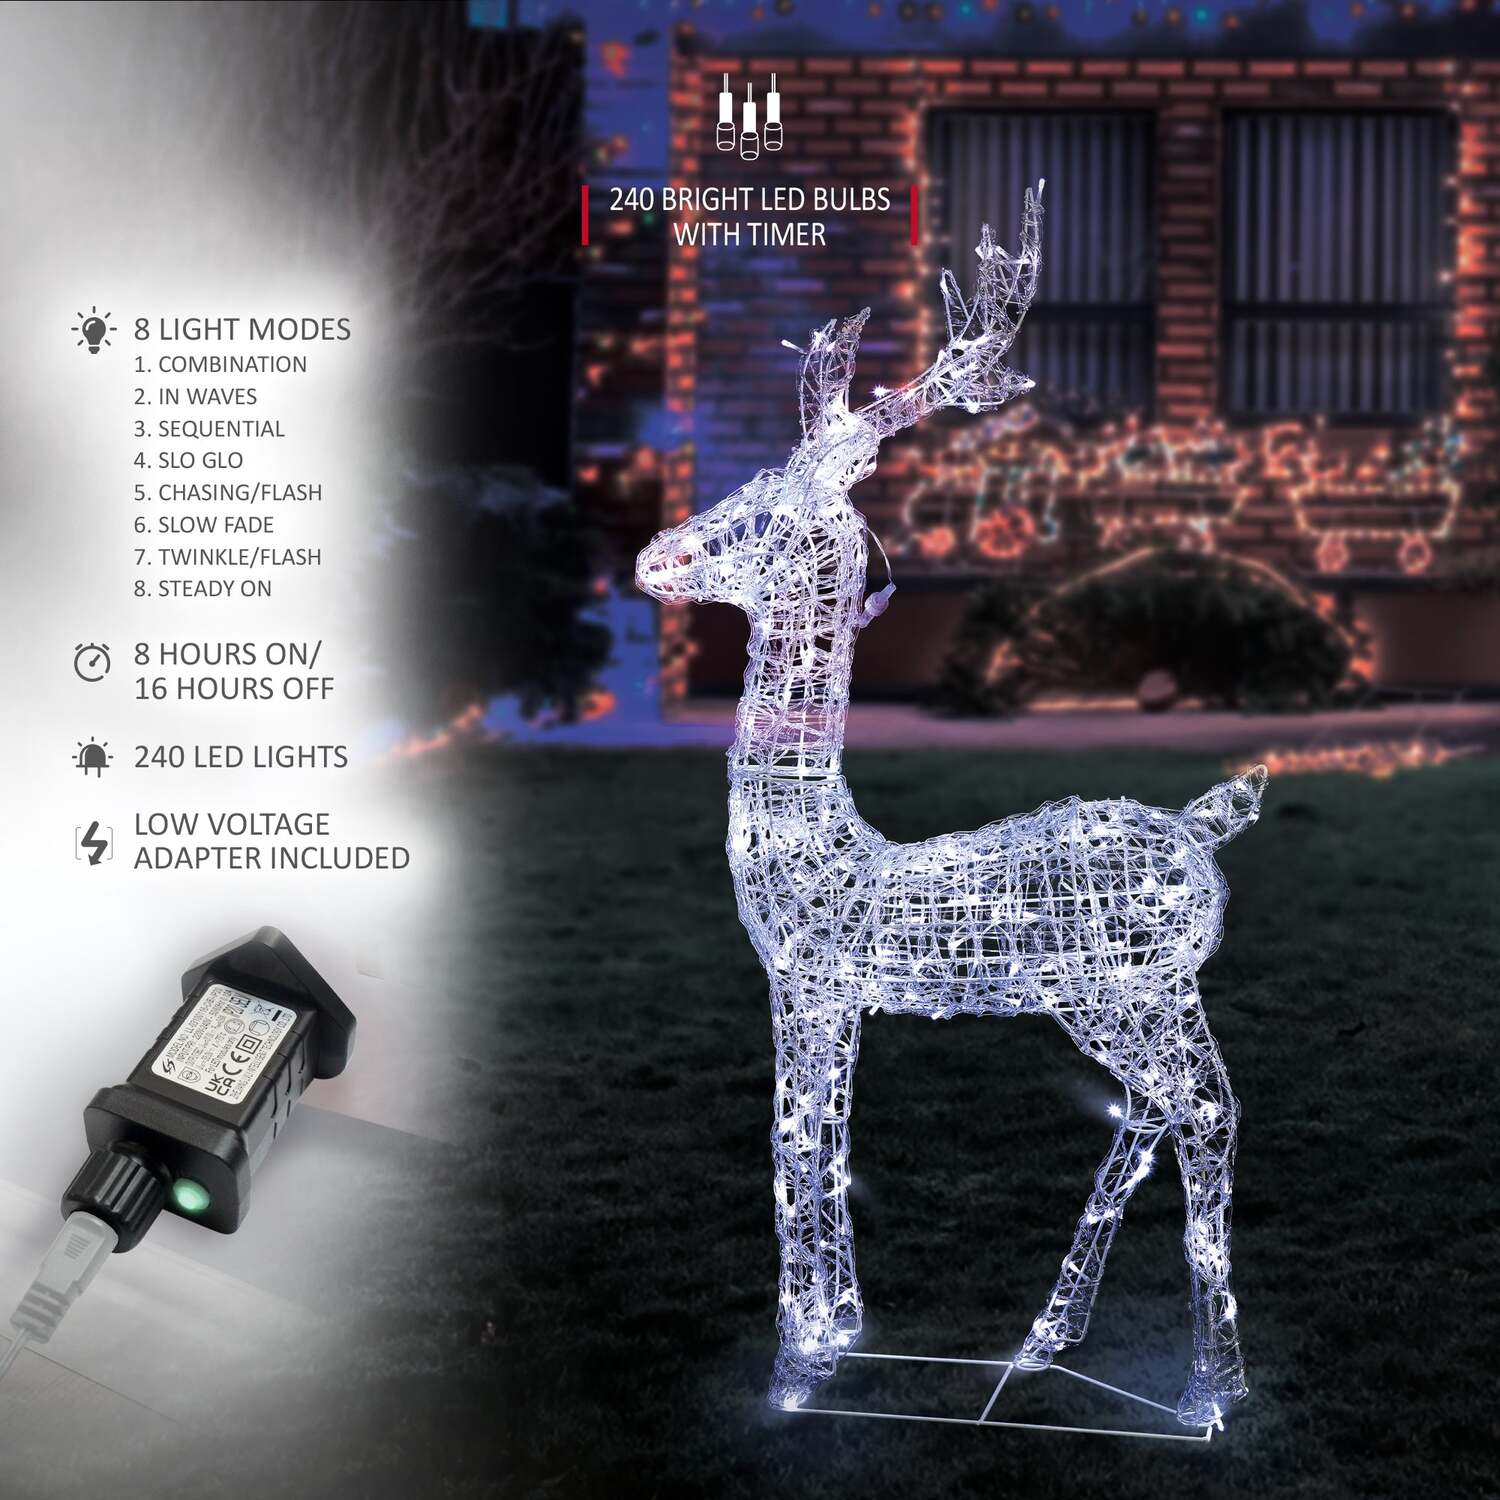 240 BRIGHT LED BULBS
WITH TIMER
8 LIGHT MODES
1. COMBINATION
2. IN WAVES
3. SEQUENTIAL
4. SLO GLO
5. CHASING/FLASH
6. SLOW FADE
7. TWINKLE/FLASH
8. STEADY ON
8 HOURS ON/
16 HOURS OFF
240 LED LIGHTS
LOW VOLTAGE
ADAPTER INCLUDED
UK
CA
CE